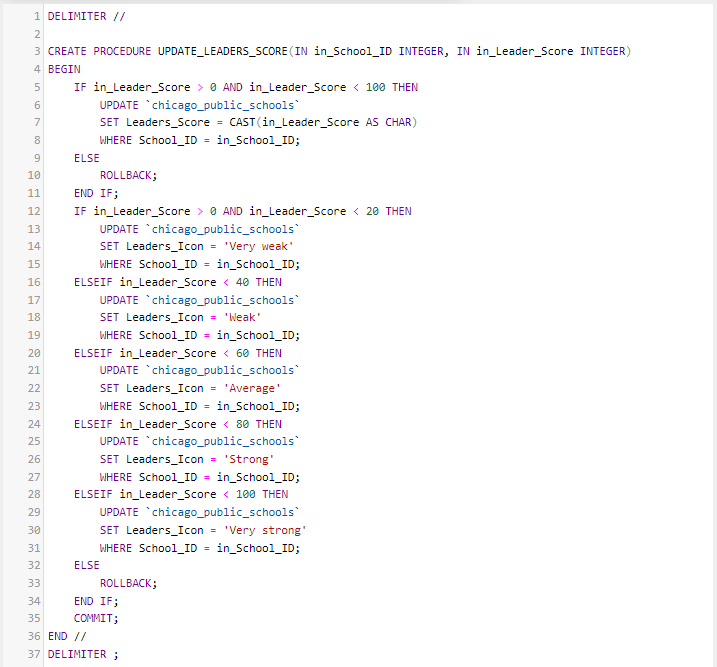 1 DELIMITER //
2
3 CREATE PROCEDURE UPDATE_LEADERS_SCORE(IN in_School_ID INTEGER, IN in_Leader_Score INTEGER)
4 BEGIN
5     IF in_Leader_Score > 0 AND in_Leader_Score < 100 THEN
6         UPDATE `chicago_public_schools`
7         SET Leaders_Score = CAST(in_Leader_Score AS CHAR)
8         WHERE School_ID = in_School_ID;
9     ELSE
10         ROLLBACK;
11     END IF;
12     IF in_Leader_Score > 0 AND in_Leader_Score < 20 THEN
13         UPDATE `chicago_public_schools`
14         SET Leaders_Icon = 'Very weak'
15         WHERE School_ID = in_School_ID;
16     ELSEIF in_Leader_Score < 40 THEN
17         UPDATE `chicago_public_schools`
18         SET Leaders_Icon = 'Weak'
19         WHERE School_ID = in_School_ID;
20     ELSEIF in_Leader_Score < 60 THEN
21         UPDATE `chicago_public_schools`
22         SET Leaders_Icon = 'Average'
23         WHERE School_ID = in_School_ID;
24     ELSEIF in_Leader_Score < 80 THEN
25         UPDATE `chicago_public_schools`
26         SET Leaders_Icon = 'Strong'
27         WHERE School_ID = in_School_ID;
28     ELSEIF in_Leader_Score < 100 THEN
29         UPDATE `chicago_public_schools`
30         SET Leaders_Icon = 'Very strong'
31         WHERE School_ID = in_School_ID;
32     ELSE
33         ROLLBACK;
34     END IF;
35     COMMIT;
36 END //
37 DELIMITER ;